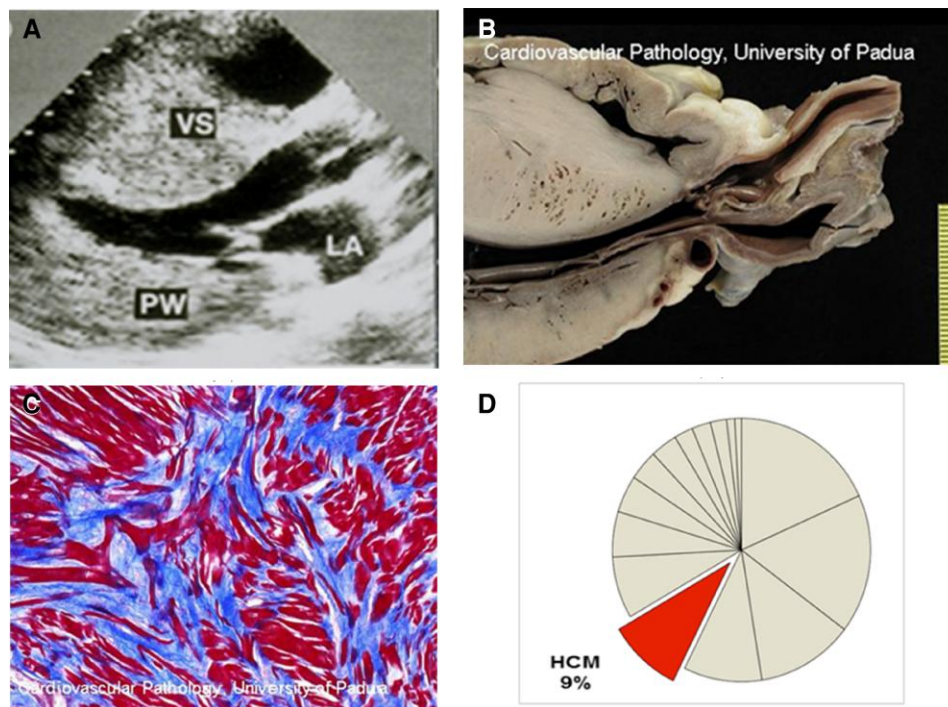 A
VS
LA
PW
B
Cardiovascular Pathology, University of Padua
C
Cardiovascular Pathology, University of Padua
D
HCM
9%